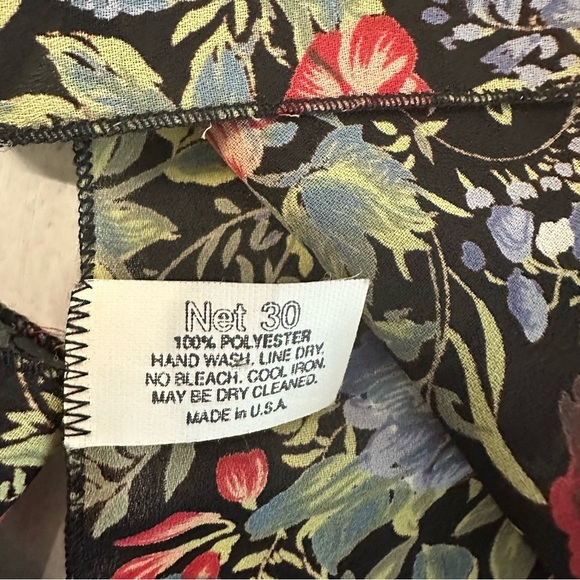 Net 30
100% POLYESTER
HAND WASH. LINE DRY.
NO BLEACH. COOL IRON.
MAY BE DRY CLEANED.
MADE in U.S.A.